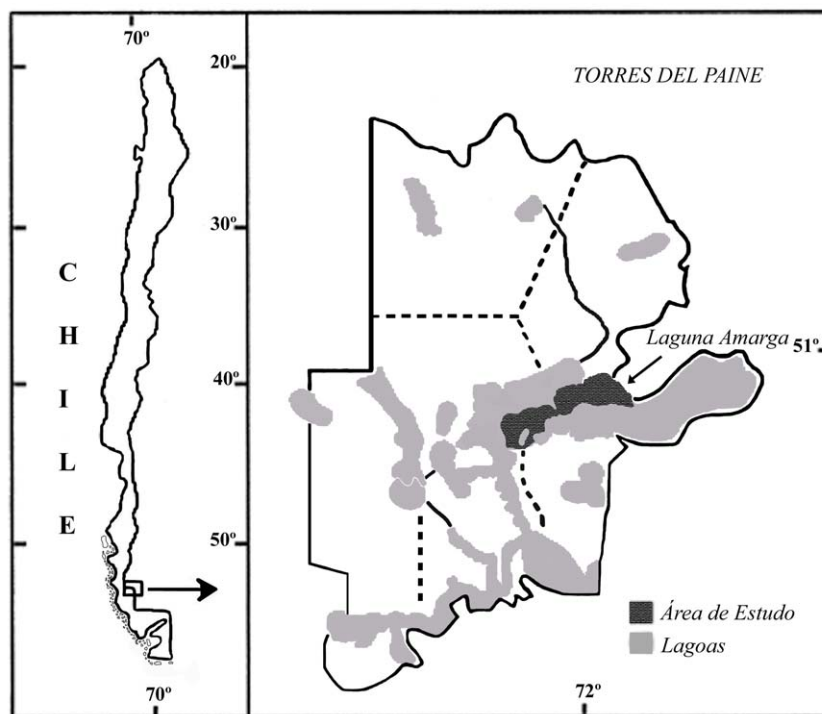 70º
20º
30º
40º
50º
C
H
I
L
E
70º
TORRES DEL PAINE
Laguna Amarga
51º
Área de Estudo
Lagoas
72º